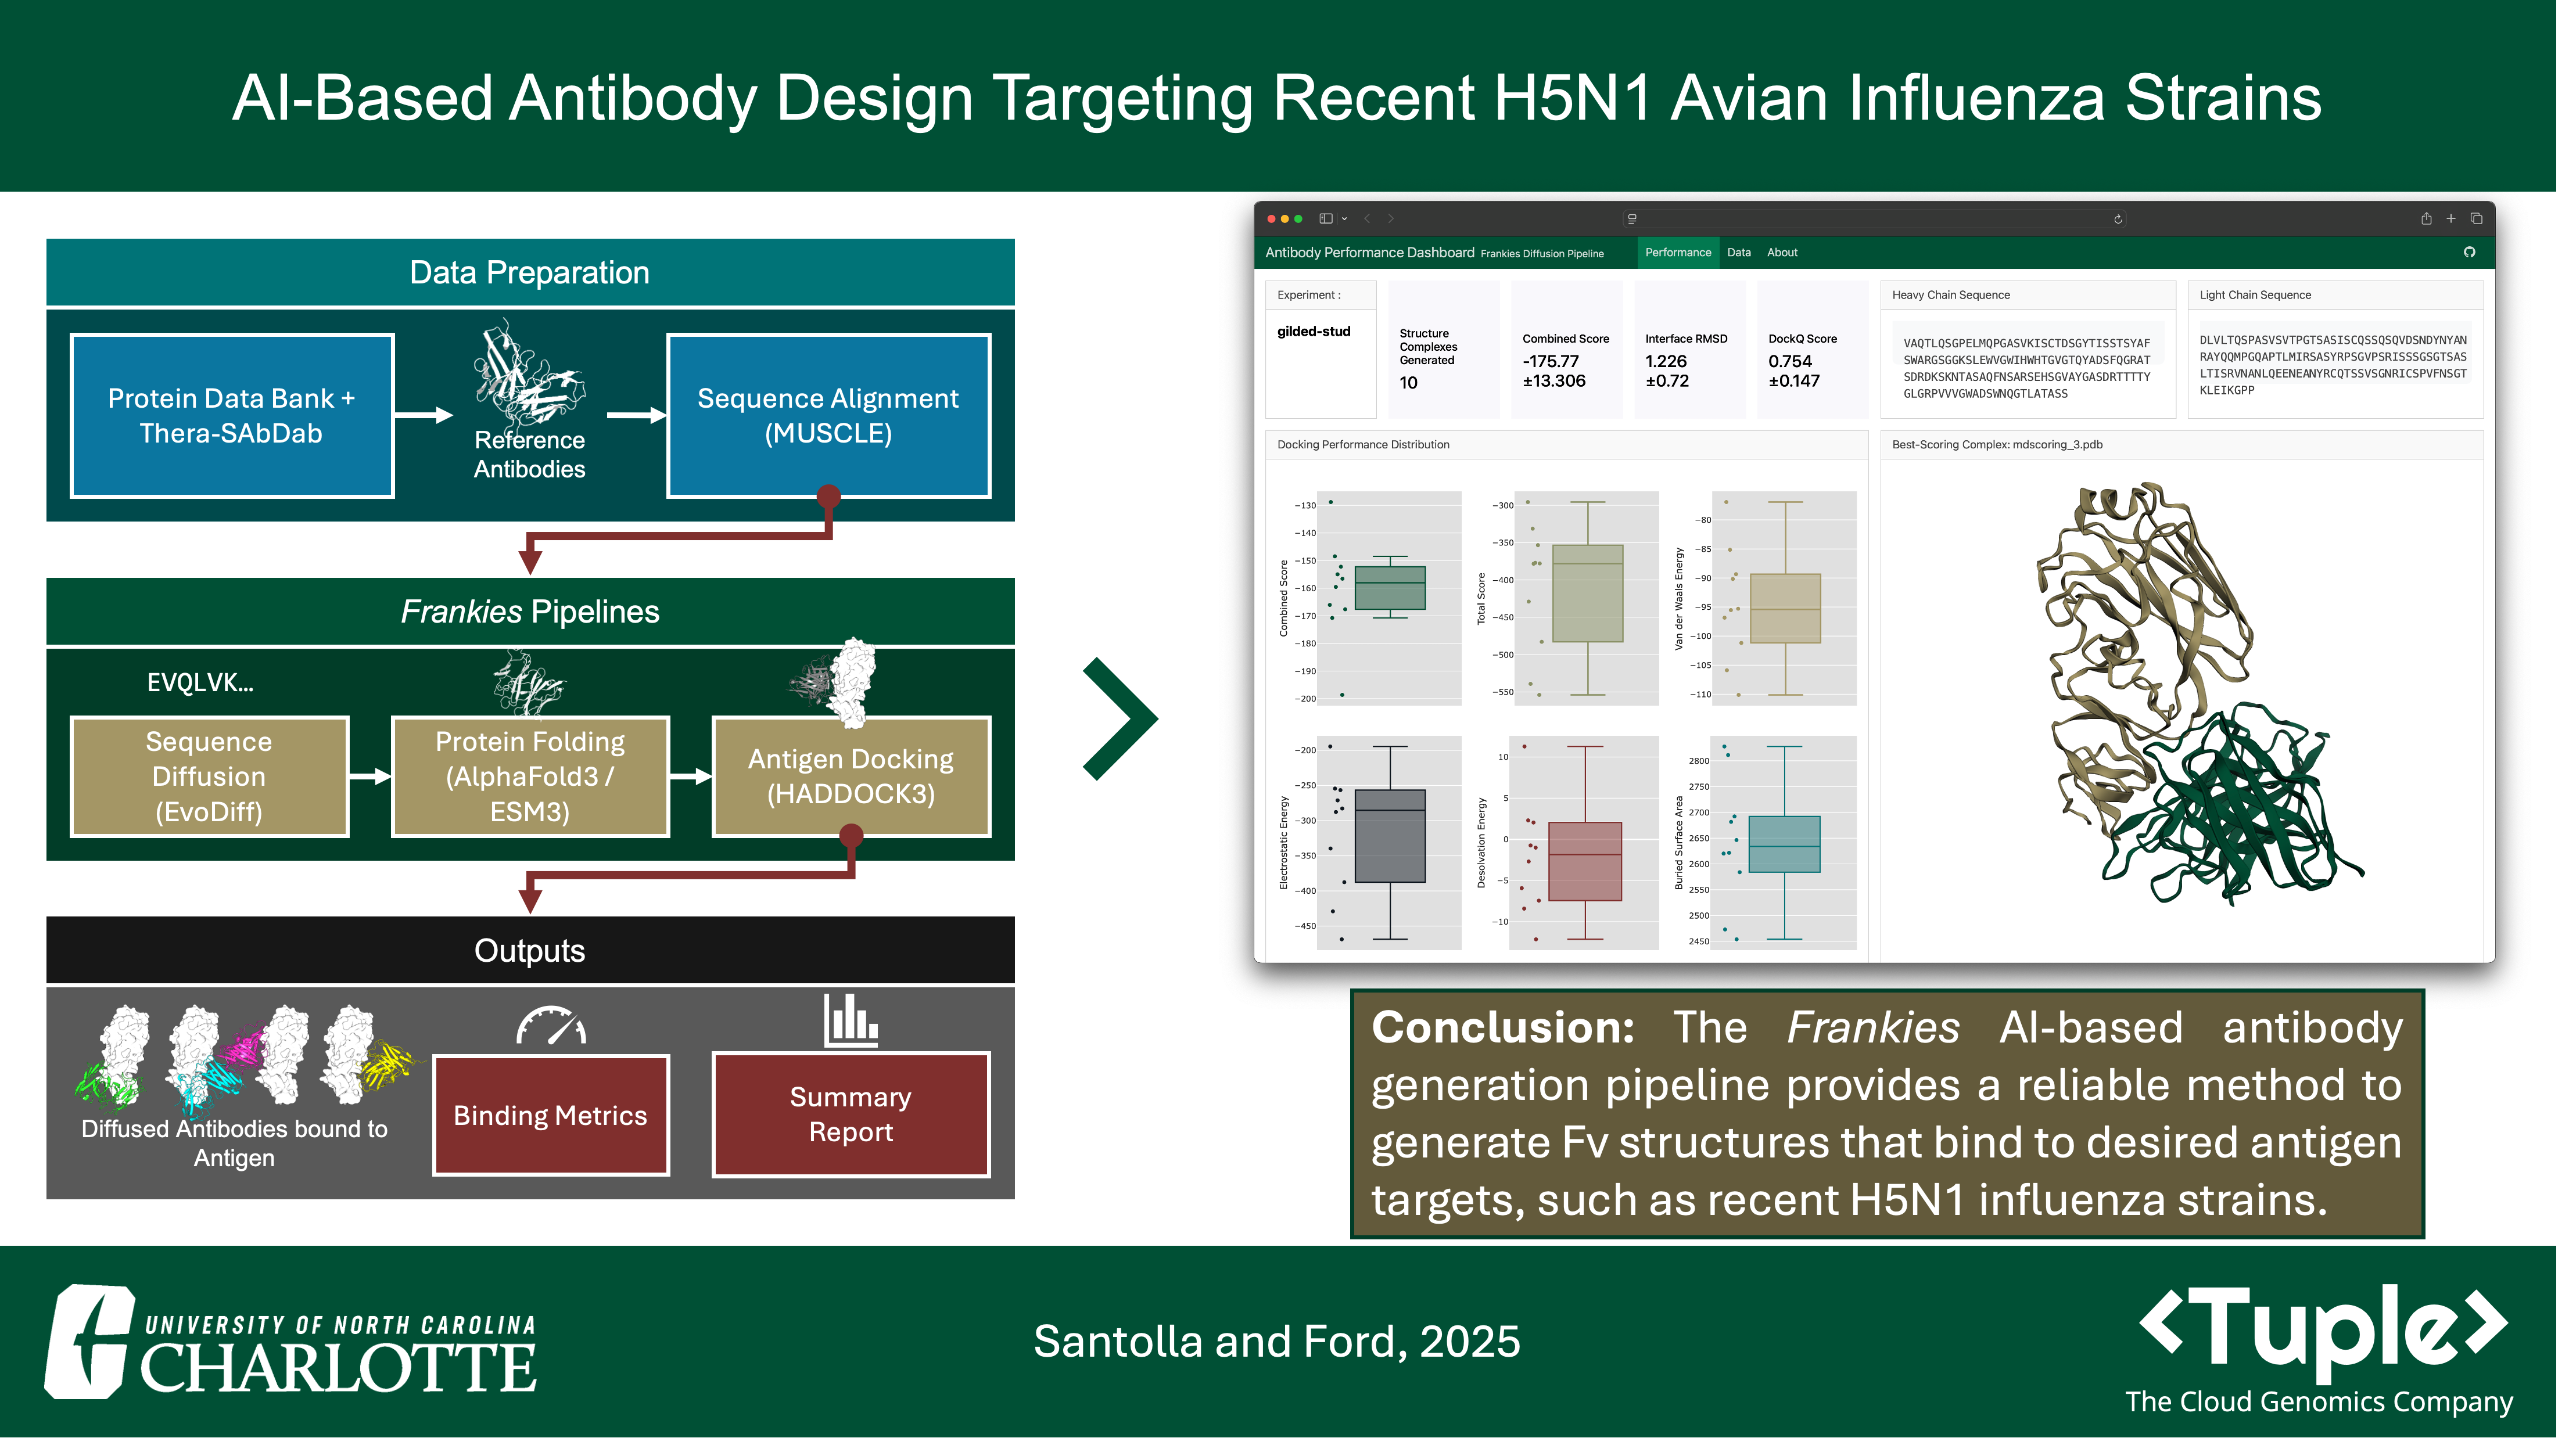 AI-Based Antibody Design Targeting Recent H5N1 Avian Influenza Strains
Data Preparation
Protein Data Bank +
Thera-SAbDab
Reference
Antibodies
Sequence Alignment
(MUSCLE)
Frankies Pipelines
EVQLVK…
Sequence
Diffusion
(EvoDiff)
Protein Folding
(AlphaFold3 /
ESM3)
Antigen Docking
(HADDOCK3)
Outputs
Diffused Antibodies bound to
Antigen
Binding Metrics
Summary
Report
Antibody Performance Dashboard Frankies Diffusion Pipeline Performance Data About
Experiment :
gilded-stud
Structure
Complexes
Generated
10
Combined Score
-175.77
±13.306
Interface RMSD
1.226
±0.72
DockQ Score
0.754
±0.147
Heavy Chain Sequence
VAQTLQSGPELMQPGASVKISCTDSGYTISSTSYAF
SWARGSGGKSLEWVGWIHWHTGVGTQYADSFQGRAT
SDRDKSKNTASAQFNSARSEHSGVAYGASDRTTTTY
GLGRPVVVGWADSWNQGTLATASS
Light Chain Sequence
DLVLTQSPASVSVTPGTSASISCQSSQSQVDSNDYNYAN
RAYQQMPGQAPTLMIRSASYRPSGVPSRISSSGSGTSAS
LTISRVNANLQEENEANYRCQTSSVSGNRICSPVFNSGT
KLEIKGPP
Docking Performance Distribution
Combined Score
−130
−140
−150
−160
−170
−180
−190
−200
Total Score
−300
−350
−400
−450
−500
−550
Van der Waals Energy
−80
−85
−90
−95
−100
−105
−110
Electrostatic Energy
−200
−250
−300
−350
−400
−450
Desolvation Energy
10
5
0
−5
−10
Buried Surface Area
2800
2750
2700
2650
2600
2550
2500
2450
Best-Scoring Complex: mdscoring_3.pdb
Conclusion: The Frankies AI-based antibody
generation pipeline provides a reliable method to
generate Fv structures that bind to desired antigen
targets, such as recent H5N1 influenza strains.
UNIVERSITY OF NORTH CAROLINA
CHARLOTTE
Santolla and Ford, 2025
<Tuple>
The Cloud Genomics Company